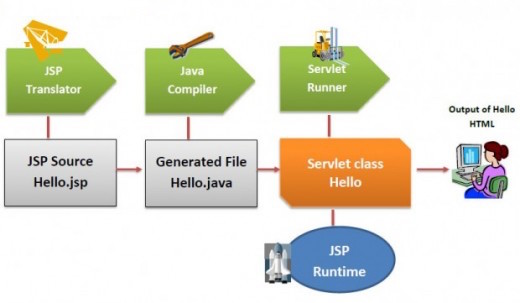 JSP
Translator
Java
Compiler
Servlet
Runner
Output of Hello
HTML
JSP Source
Hello.jsp
Generated File
Hello.java
Servlet class
Hello
JSP
Runtime